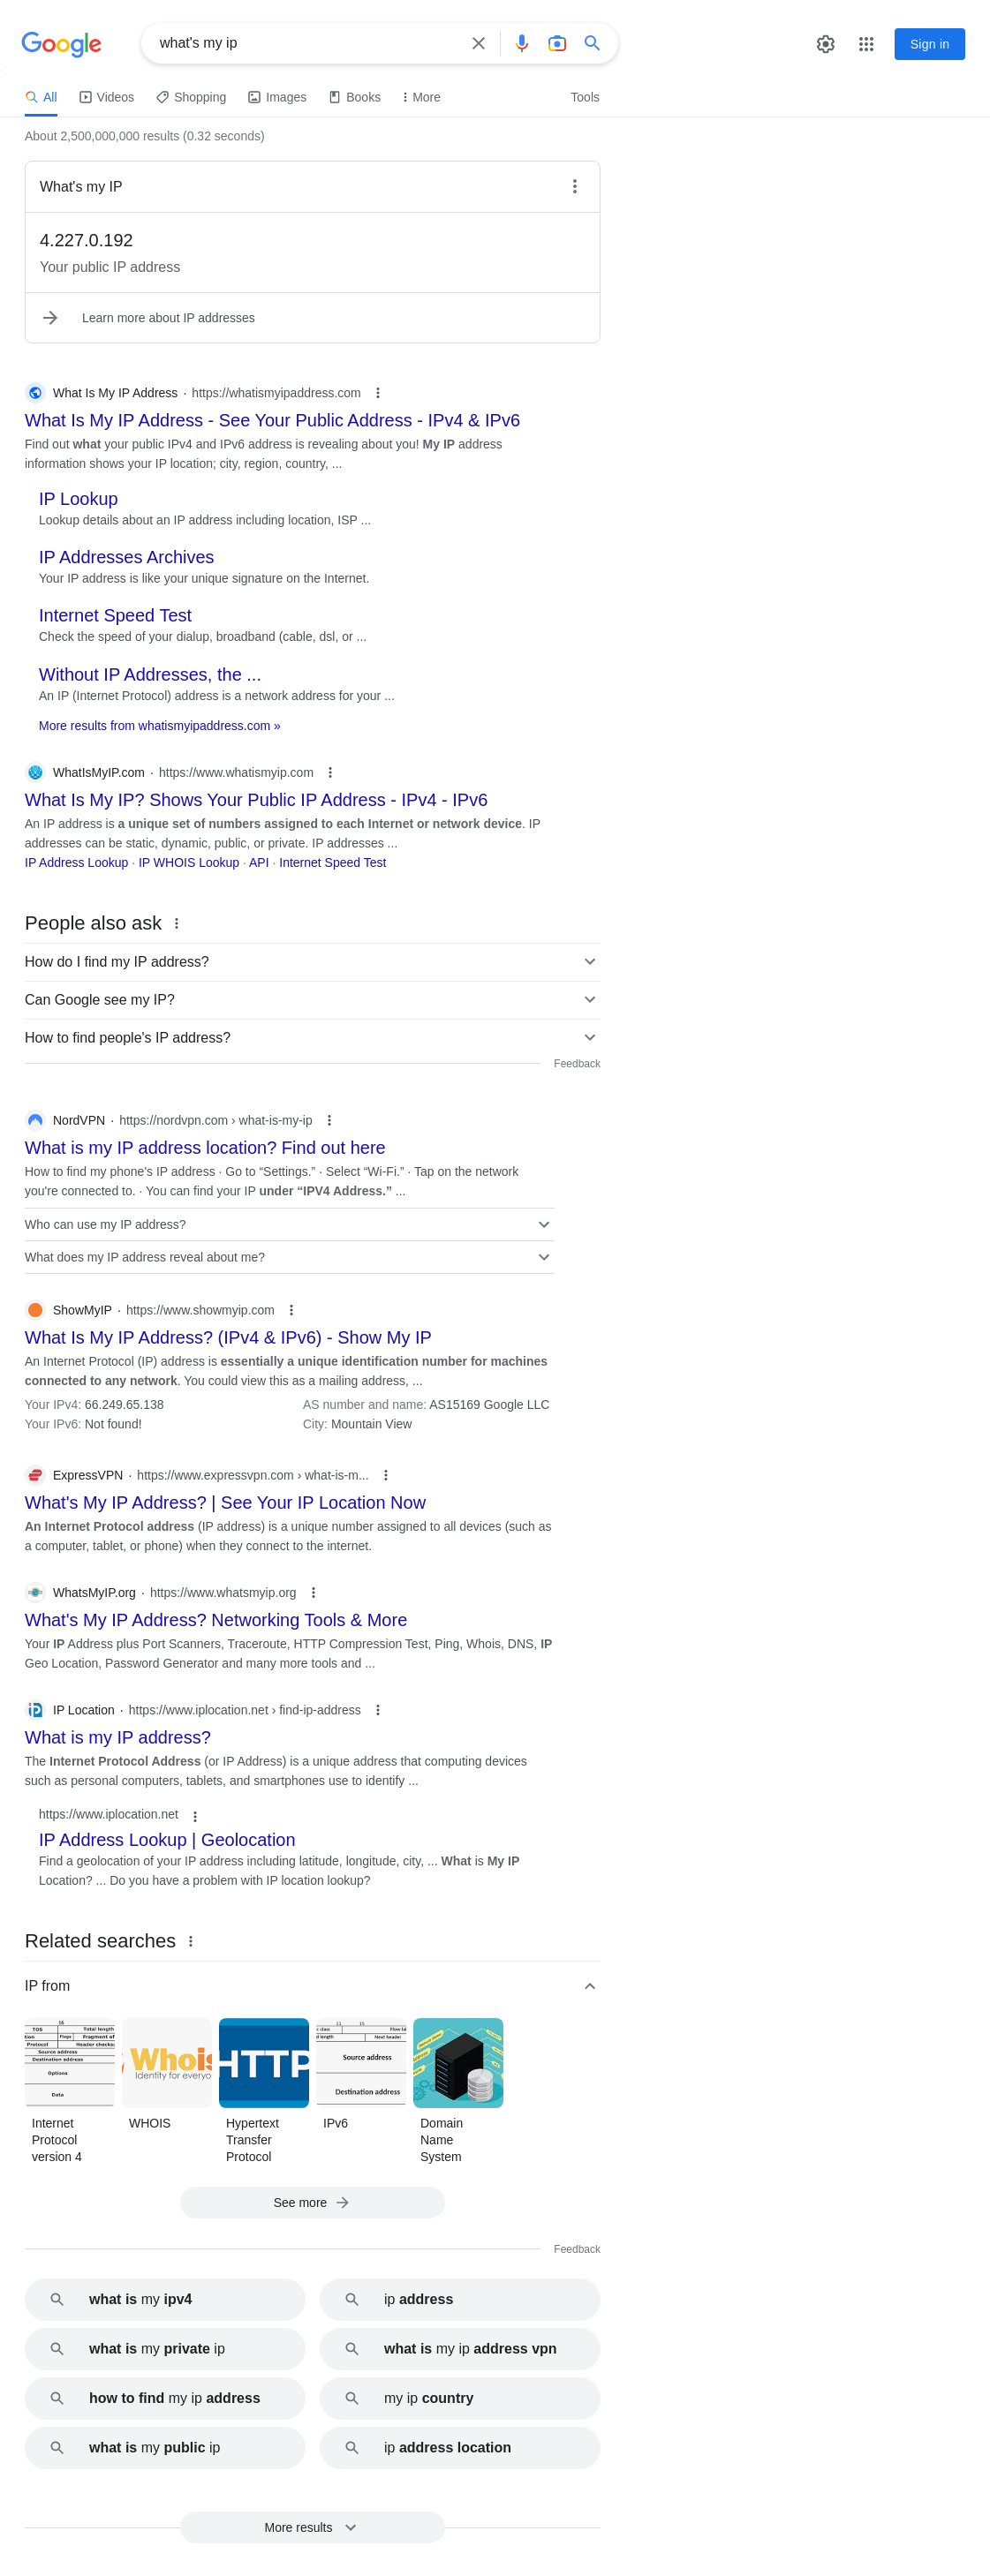 Google
what's my ip
Sign in
All
Videos
Shopping
Images
Books
More
Tools
About 2,500,000,000 results (0.32 seconds)
What's my IP
4.227.0.192
Your public IP address
Learn more about IP addresses
What Is My IP Address · https://whatismyipaddress.com
What Is My IP Address - See Your Public Address - IPv4 & IPv6
Find out what your public IPv4 and IPv6 address is revealing about you! My IP address
information shows your IP location; city, region, country, ...
IP Lookup
Lookup details about an IP address including location, ISP ...
IP Addresses Archives
Your IP address is like your unique signature on the Internet.
Internet Speed Test
Check the speed of your dialup, broadband (cable, dsl, or ...
Without IP Addresses, the ...
An IP (Internet Protocol) address is a network address for your ...
More results from whatismyipaddress.com »
WhatIsMyIP.com · https://www.whatismyip.com
What Is My IP? Shows Your Public IP Address - IPv4 - IPv6
An IP address is a unique set of numbers assigned to each Internet or network device. IP
addresses can be static, dynamic, public, or private. IP addresses ...
IP Address Lookup · IP WHOIS Lookup · API · Internet Speed Test
People also ask
How do I find my IP address?
Can Google see my IP?
How to find people's IP address?
Feedback
NordVPN · https://nordvpn.com › what-is-my-ip
What is my IP address location? Find out here
How to find my phone's IP address · Go to “Settings.” · Select “Wi-Fi.” · Tap on the network
you're connected to. · You can find your IP under “IPV4 Address.” ...
Who can use my IP address?
What does my IP address reveal about me?
ShowMyIP · https://www.showmyip.com
What Is My IP Address? (IPv4 & IPv6) - Show My IP
An Internet Protocol (IP) address is essentially a unique identification number for machines
connected to any network. You could view this as a mailing address, ...
Your IPv4: 66.249.65.138
AS number and name: AS15169 Google LLC
Your IPv6: Not found!
City: Mountain View
ExpressVPN · https://www.expressvpn.com › what-is-m...
What's My IP Address? | See Your IP Location Now
An Internet Protocol address (IP address) is a unique number assigned to all devices (such as
a computer, tablet, or phone) when they connect to the internet.
WhatsMyIP.org · https://www.whatsmyip.org
What's My IP Address? Networking Tools & More
Your IP Address plus Port Scanners, Traceroute, HTTP Compression Test, Ping, Whois, DNS, IP
Geo Location, Password Generator and many more tools and ...
IP Location · https://www.iplocation.net › find-ip-address
What is my IP address?
The Internet Protocol Address (or IP Address) is a unique address that computing devices
such as personal computers, tablets, and smartphones use to identify ...
https://www.iplocation.net
IP Address Lookup | Geolocation
Find a geolocation of your IP address including latitude, longitude, city, ... What is My IP
Location? ... Do you have a problem with IP location lookup?
Related searches
IP from
16
TOS
Total length
Flags
Fragment of
Protocol
Header checksu
Source address
Destination address
Options
Data
Whois
Identity for everyo
HTTP
Next header
Source address
Destination address
Internet
Protocol
version 4
WHOIS
Hypertext
Transfer
Protocol
IPv6
Domain
Name
System
See more
Feedback
what is my ipv4
ip address
what is my private ip
what is my ip address vpn
how to find my ip address
my ip country
what is my public ip
ip address location
More results